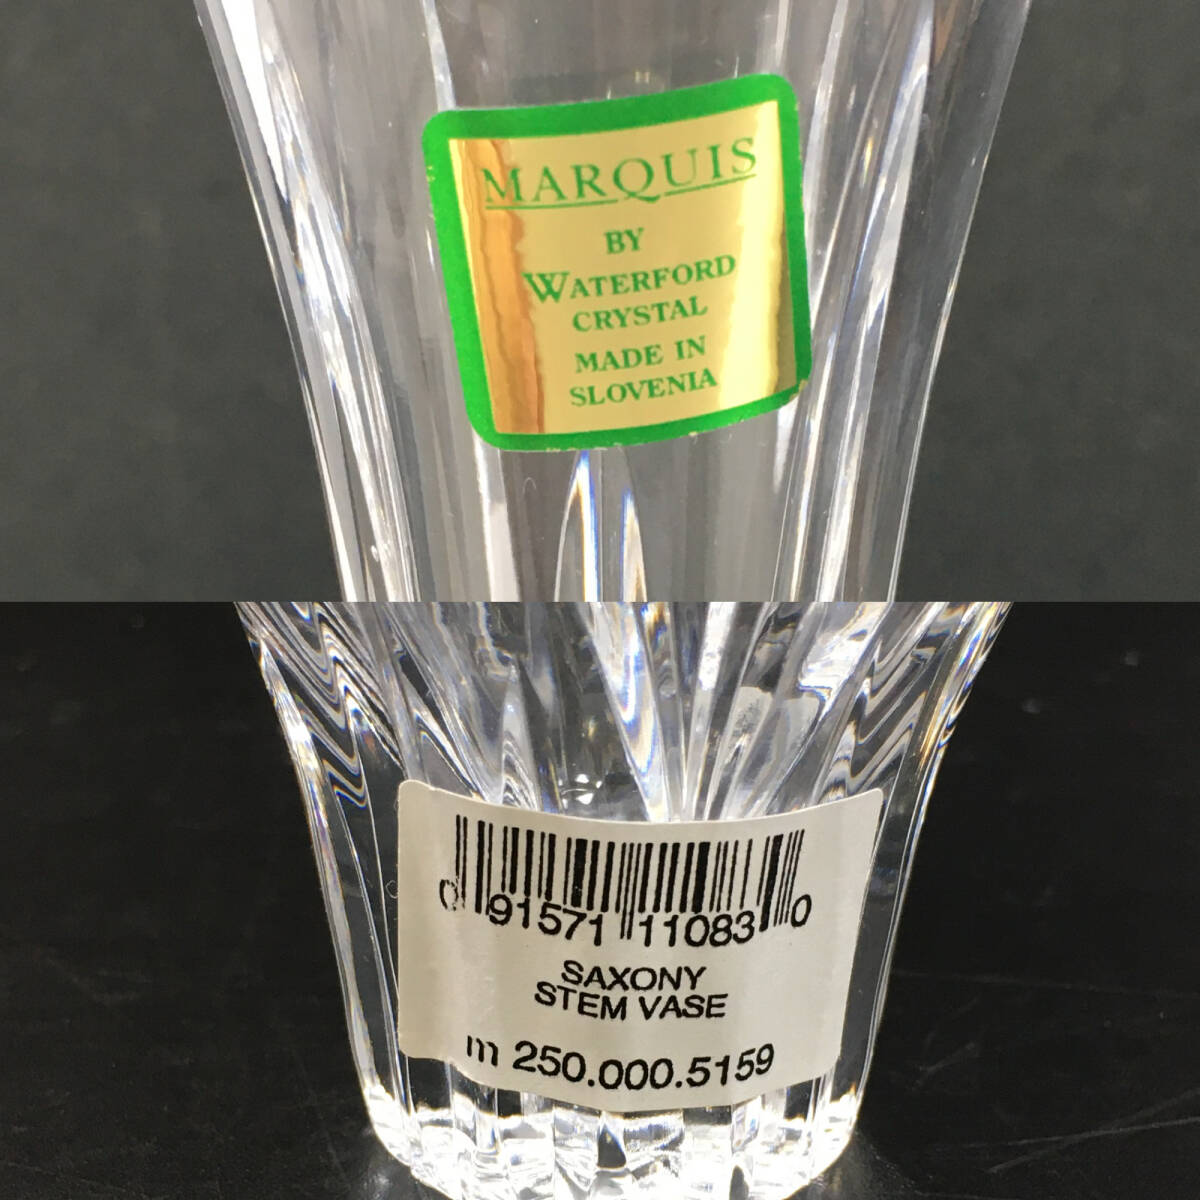 MARQUIS
BY
WATERFORD
CRYSTAL
MADE IN
SLOVENIA
0 91571 11083 0
SAXONY
STEM VASE
m 250.000.5159